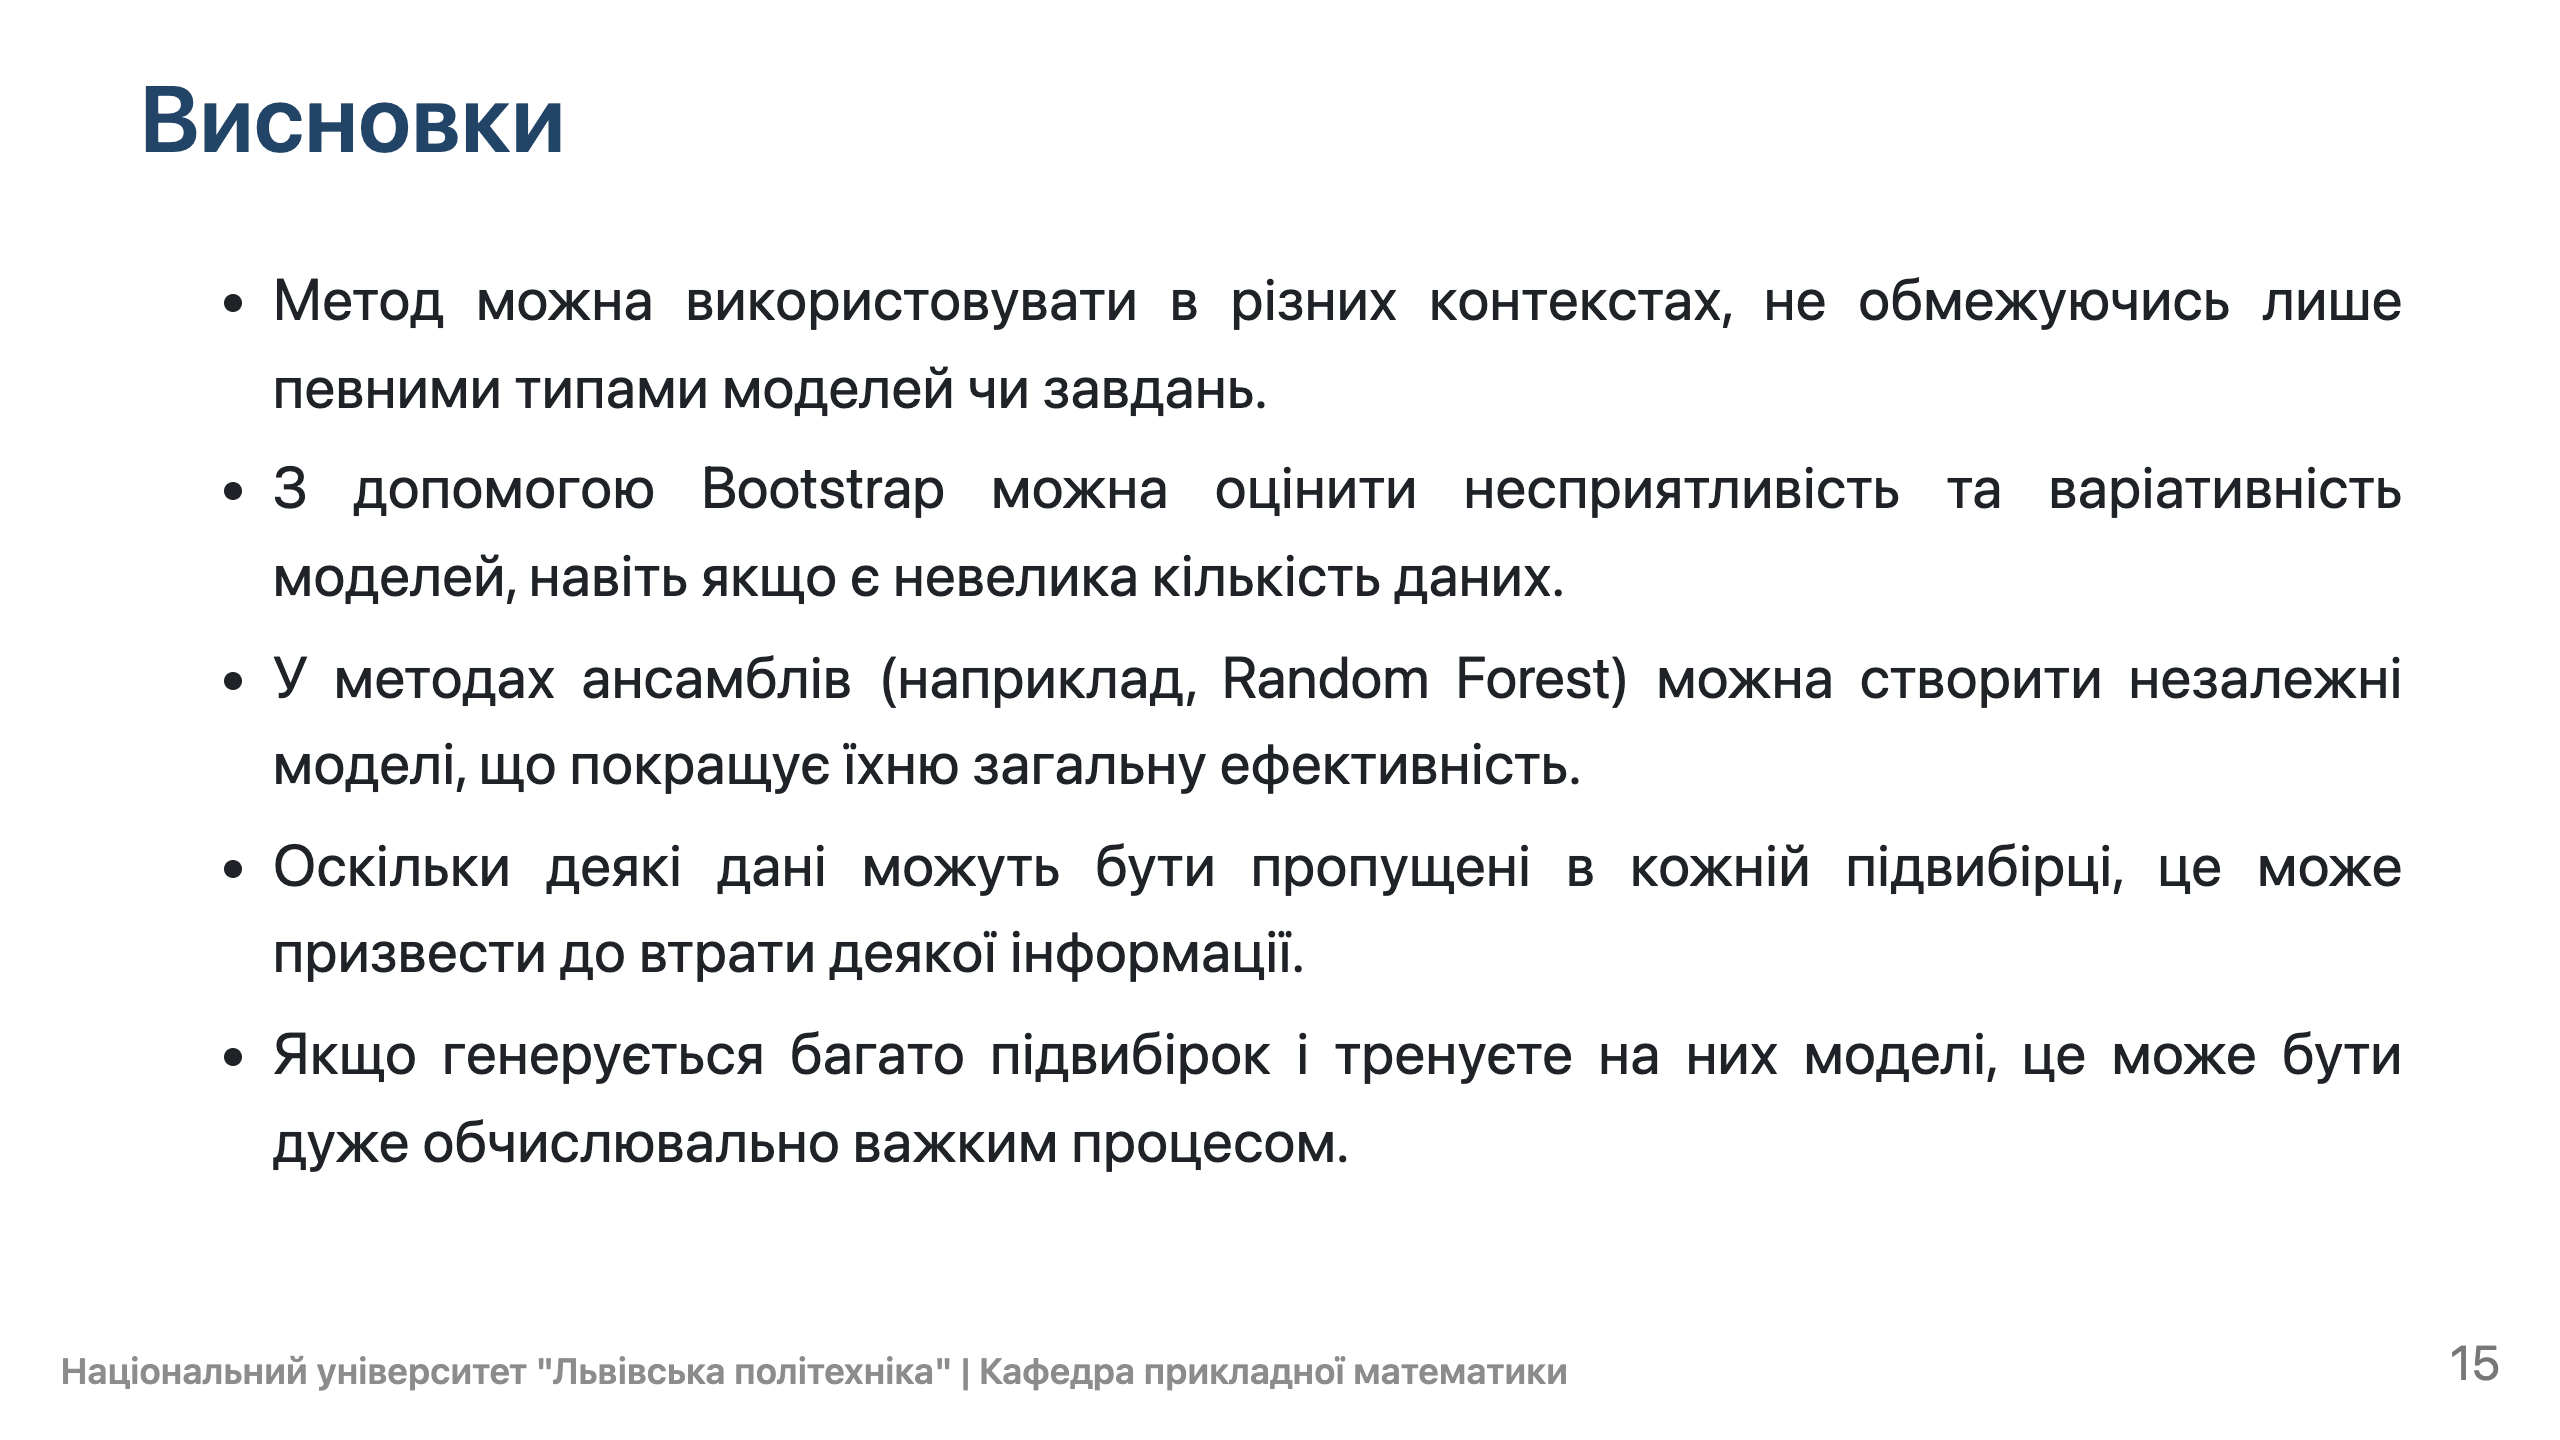 Висновки
• Метод можна використовувати в різних контекстах, не обмежуючись лише
певними типами моделей чи завдань.
• З допомогою Bootstrap можна оцінити несприятливість та варіативність
моделей, навіть якщо є невелика кількість даних.
• У методах ансамблів (наприклад, Random Forest) можна створити незалежні
моделі, що покращує їхню загальну ефективність.
• Оскільки деякі дані можуть бути пропущені в кожній підвибірці, це може
призвести до втрати деякої інформації.
• Якщо генерується багато підвибірок і тренуєте на них моделі, це може бути
дуже обчислювально важким процесом.
Національний університет "Львівська політехніка" | Кафедра прикладної математики
15